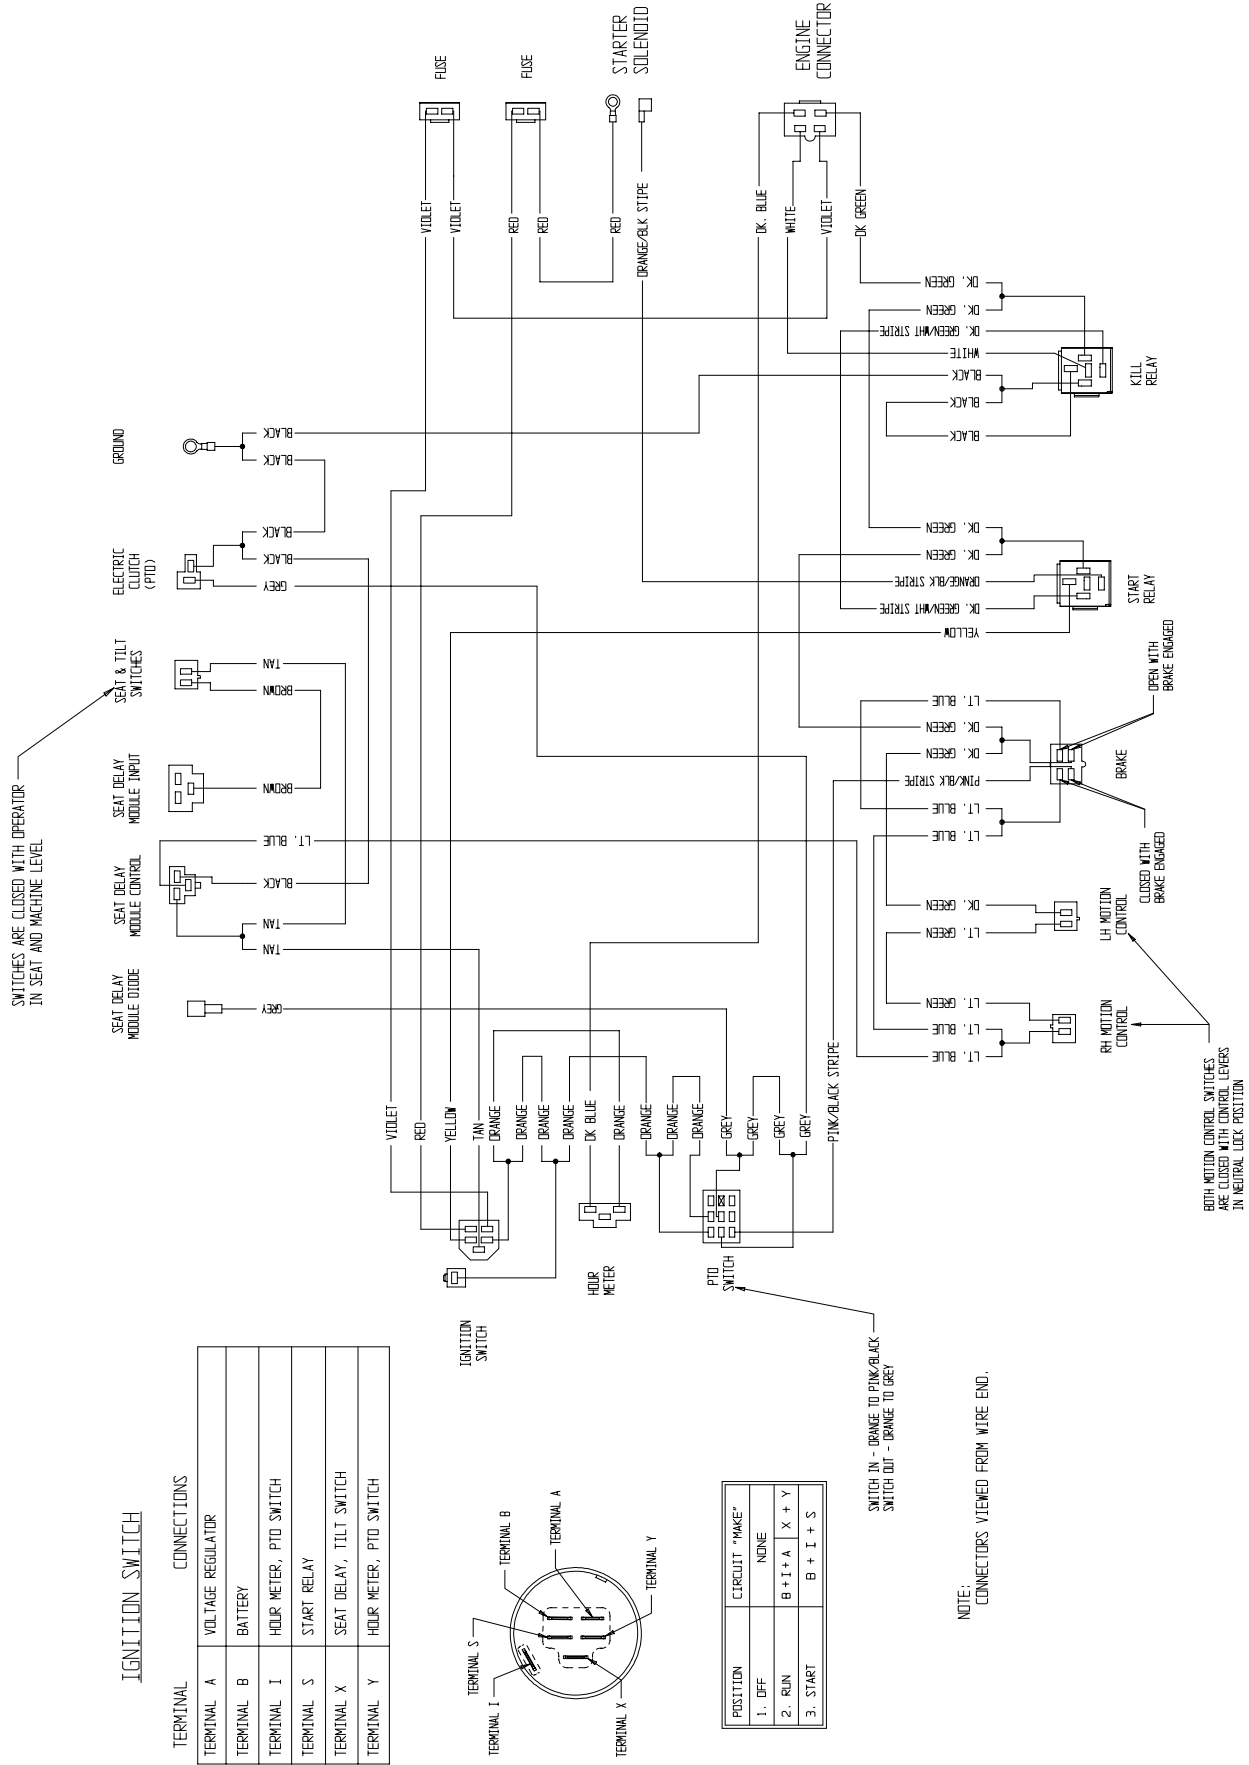 IGNITION SWITCH
TERMINAL CONNECTIONS
TERMINAL A VOLTAGE REGULATOR
TERMINAL B BATTERY
TERMINAL I HOUR METER, PTO SWITCH
TERMINAL S START RELAY
TERMINAL X SEAT DELAY, TILT SWITCH
TERMINAL Y HOUR METER, PTO SWITCH
TERMINAL I
TERMINAL S
TERMINAL B
TERMINAL A
TERMINAL Y
TERMINAL X
POSITION CIRCUIT "MAKE"
1. OFF NONE
2. RUN B+I+A X + Y
3. START B + I + S
NOTE:
CONNECTORS VIEWED FROM WIRE END.
SWITCHES ARE CLOSED WITH OPERATOR
IN SEAT AND MACHINE LEVEL
SEAT DELAY
MODULE DIODE
SEAT DELAY
MODULE CONTROL
SEAT DELAY
MODULE INPUT
SEAT & TILT
SWITCHES
ELECTRIC
CLUTCH
(PTO)
GROUND
GREY
TAN
TAN
BLACK
LT. BLUE
BROWN
BROWN
TAN
GREY
BLACK
BLACK
BLACK
BLACK
IGNITION
SWITCH
HOUR
METER
PTO
SWITCH
SWITCH IN - ORANGE TO PINK/BLACK
SWITCH OUT - ORANGE TO GREY
VIOLET
RED
YELLOW
TAN
ORANGE
ORANGE
ORANGE
ORANGE
DK BLUE
ORANGE
ORANGE
ORANGE
ORANGE
GREY
GREY
GREY
GREY
PINK/BLACK STRIPE
FUSE
FUSE
STARTER
SOLENOID
ENGINE
CONNECTOR
VIOLET
VIOLET
RED
RED
RED
ORANGE/BLK STIPE
DK. BLUE
WHITE
VIOLET
DK GREEN
LT. BLUE
LT. BLUE
LT. GREEN
LT. GREEN
DK. GREEN
LT. BLUE
LT. BLUE
PINK/BLK STRIPE
DK. GREEN
DK. GREEN
LT. BLUE
YELLOW
DK. GREEN/WHT STRIPE
ORANGE/BLK STRIPE
DK. GREEN
DK. GREEN
BLACK
BLACK
BLACK
WHITE
DK. GREEN/WHT STRIPE
DK. GREEN
DK. GREEN
RH MOTION
CONTROL
LH MOTION
CONTROL
BRAKE
CLOSED WITH
BRAKE ENGAGED
OPEN WITH
BRAKE ENGAGED
START
RELAY
KILL
RELAY
BOTH MOTION CONTROL SWITCHES
ARE CLOSED WITH CONTROL LEVERS
IN NEUTRAL LOCK POSITION